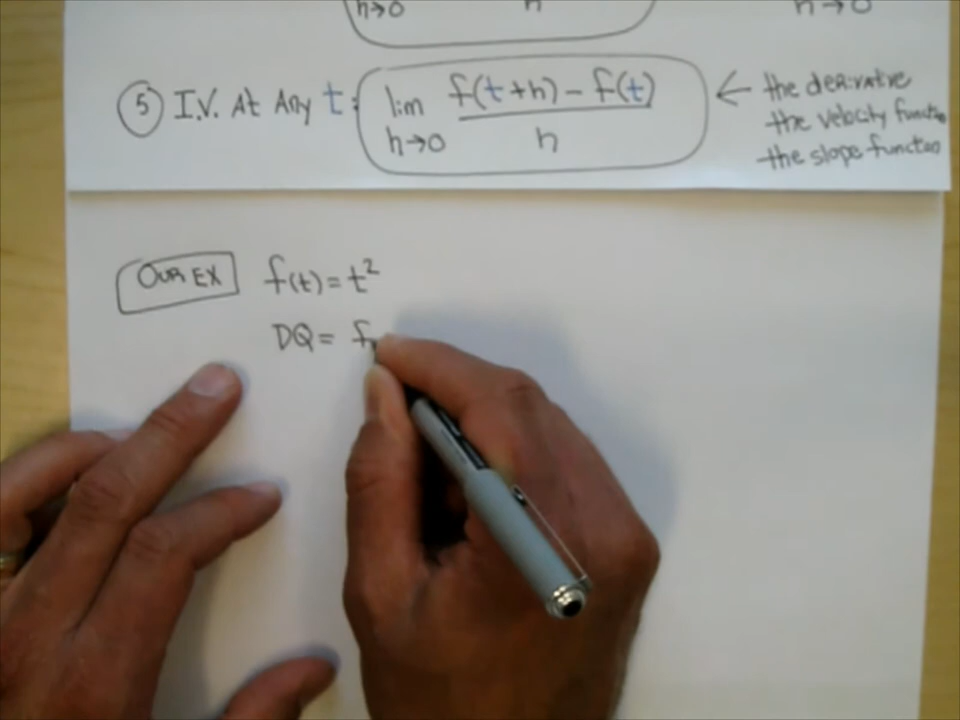 h→0 h h→0
⑤ I.V. At Any t: lim h→0 f(t+h) - f(t) / h ← the derivative
the velocity function
the slope function
OUR EX f(t) = t²
DQ = f